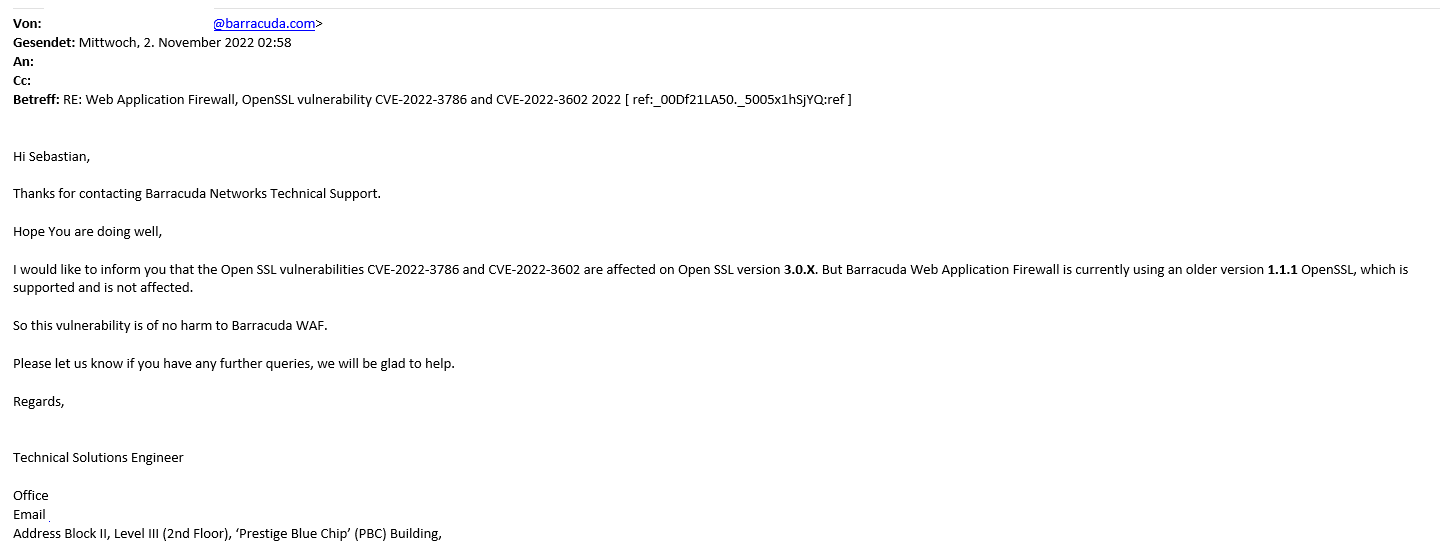 Von: @barracuda.com>
Gesendet: Mittwoch, 2. November 2022 02:58
An:
Cc:
Betreff: RE: Web Application Firewall, OpenSSL vulnerability CVE-2022-3786 and CVE-2022-3602 2022 [ ref:_00Df21LA50._5005x1hSjYQ:ref ]
Hi Sebastian,
Thanks for contacting Barracuda Networks Technical Support.
Hope You are doing well,
I would like to inform you that the Open SSL vulnerabilities CVE-2022-3786 and CVE-2022-3602 are affected on Open SSL version 3.0.X. But Barracuda Web Application Firewall is currently using an older version 1.1.1 OpenSSL, which is
supported and is not affected.
So this vulnerability is of no harm to Barracuda WAF.
Please let us know if you have any further queries, we will be glad to help.
Regards,
Technical Solutions Engineer
Office
Email
Address Block II, Level III (2nd Floor), ‘Prestige Blue Chip’ (PBC) Building,